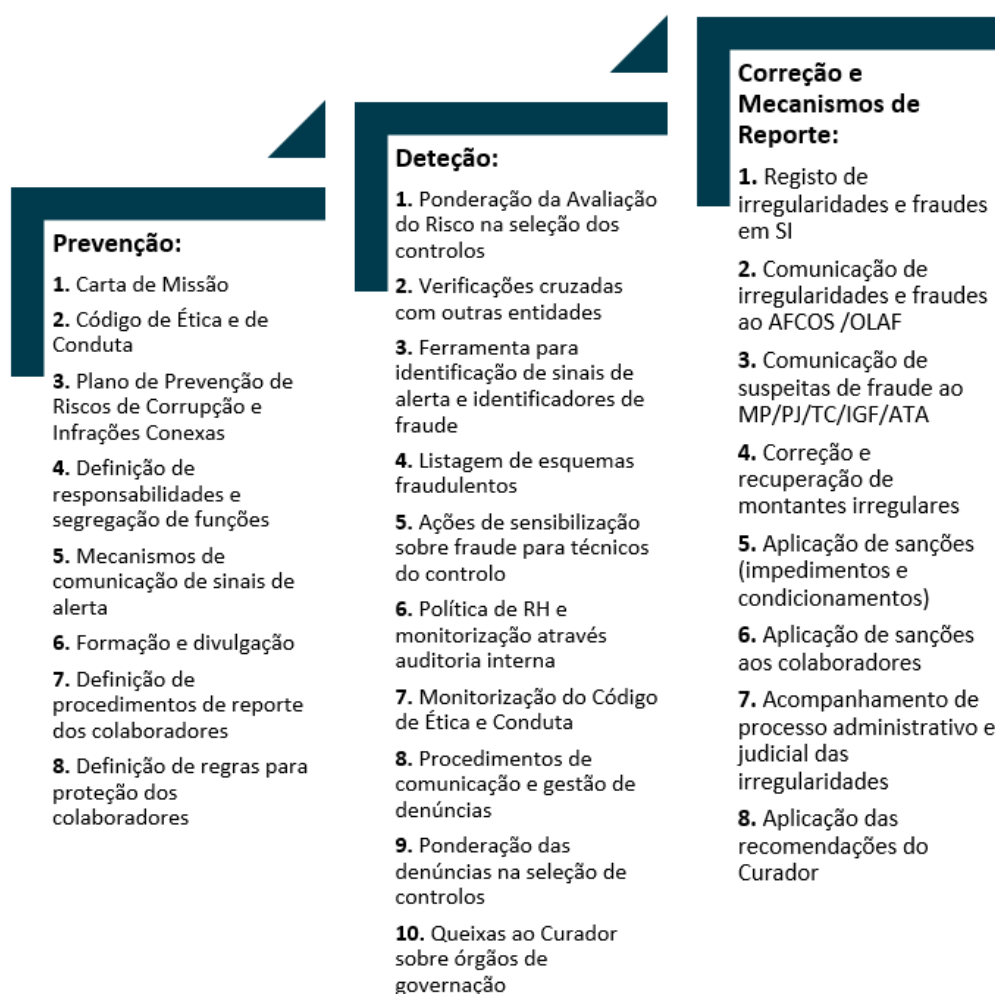 Prevenção:
1. Carta de Missão
2. Código de Ética e de
Conduta
3. Plano de Prevenção de
Riscos de Corrupção e
Infrações Conexas
4. Definição de
responsabilidades e
segregação de funções
5. Mecanismos de
comunicação de sinais de
alerta
6. Formação e divulgação
7. Definição de
procedimentos de reporte
dos colaboradores
8. Definição de regras para
proteção dos
colaboradores
Deteção:
1. Ponderação da Avaliação
do Risco na seleção dos
controlos
2. Verificações cruzadas
com outras entidades
3. Ferramenta para
identificação de sinais de
alerta e identificadores de
fraude
4. Listagem de esquemas
fraudulentos
5. Ações de sensibilização
sobre fraude para técnicos
do controlo
6. Política de RH e
monitorização através
auditoria interna
7. Monitorização do Código
de Ética e Conduta
8. Procedimentos de
comunicação e gestão de
denúncias
9. Ponderação das
denúncias na seleção de
controlos
10. Queixas ao Curador
sobre órgãos de
governação
Correção e
Mecanismos de
Reporte:
1. Registo de
irregularidades e fraudes
em SI
2. Comunicação de
irregularidades e fraudes
ao AFCOS /OLAF
3. Comunicação de
suspeitas de fraude ao
MP/PJ/TC/IGF/ATA
4. Correção e
recuperação de
montantes irregulares
5. Aplicação de sanções
(impedimentos e
condicionamentos)
6. Aplicação de sanções
aos colaboradores
7. Acompanhamento de
processo administrativo e
judicial das
irregularidades
8. Aplicação das
recomendações do
Curador